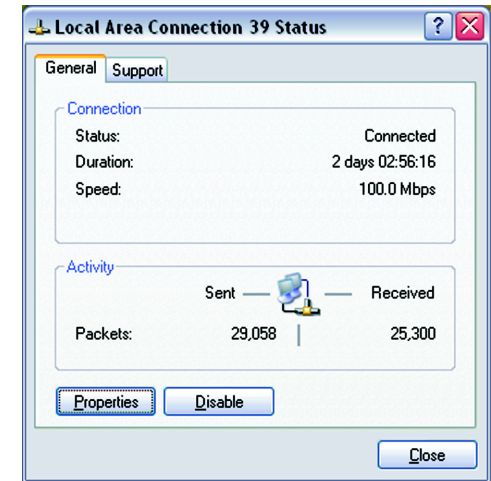 Local Area Connection 39 Status
?
General Support
Connection
Status: Connected
Duration: 2 days 02:56:16
Speed: 100.0 Mbps
Activity
Sent Received
Packets: 29,058 25,300
Properties Disable
Close